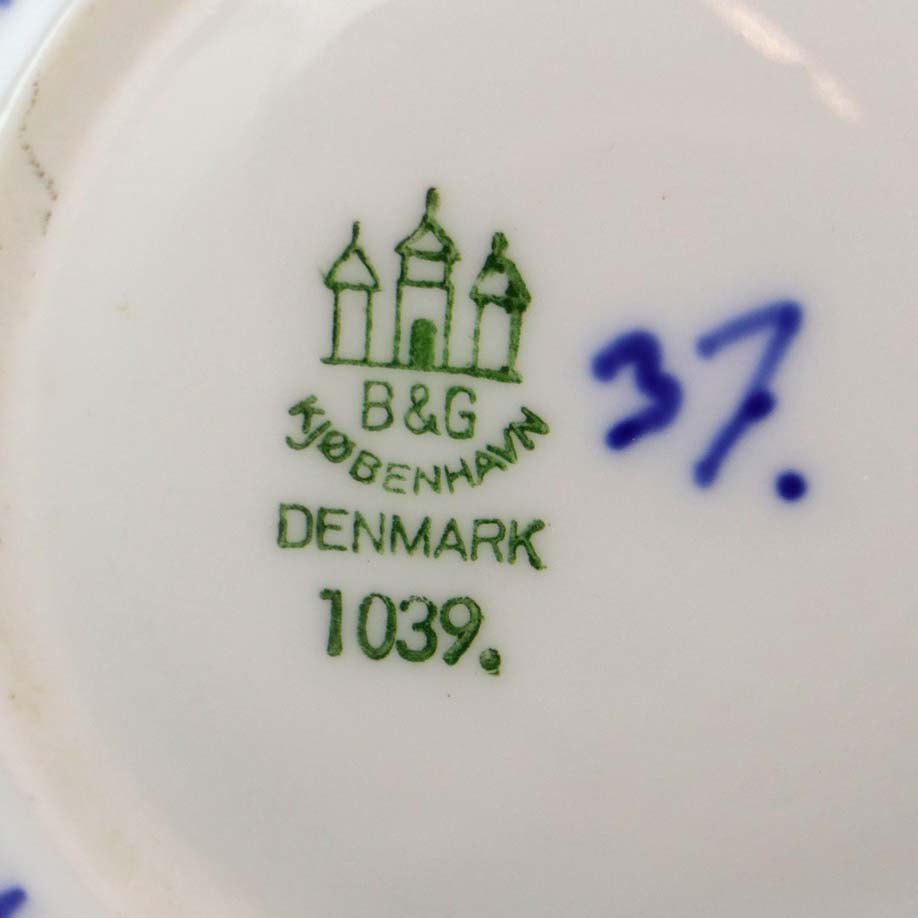 B&G
KJØBENHAVN
DENMARK
1039.
37.